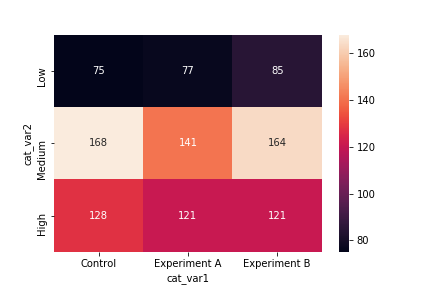 Low 75 77 85
Medium 168 141 164
High 128 121 121
cat_var2
Control Experiment A Experiment B
cat_var1
160
140
120
100
80